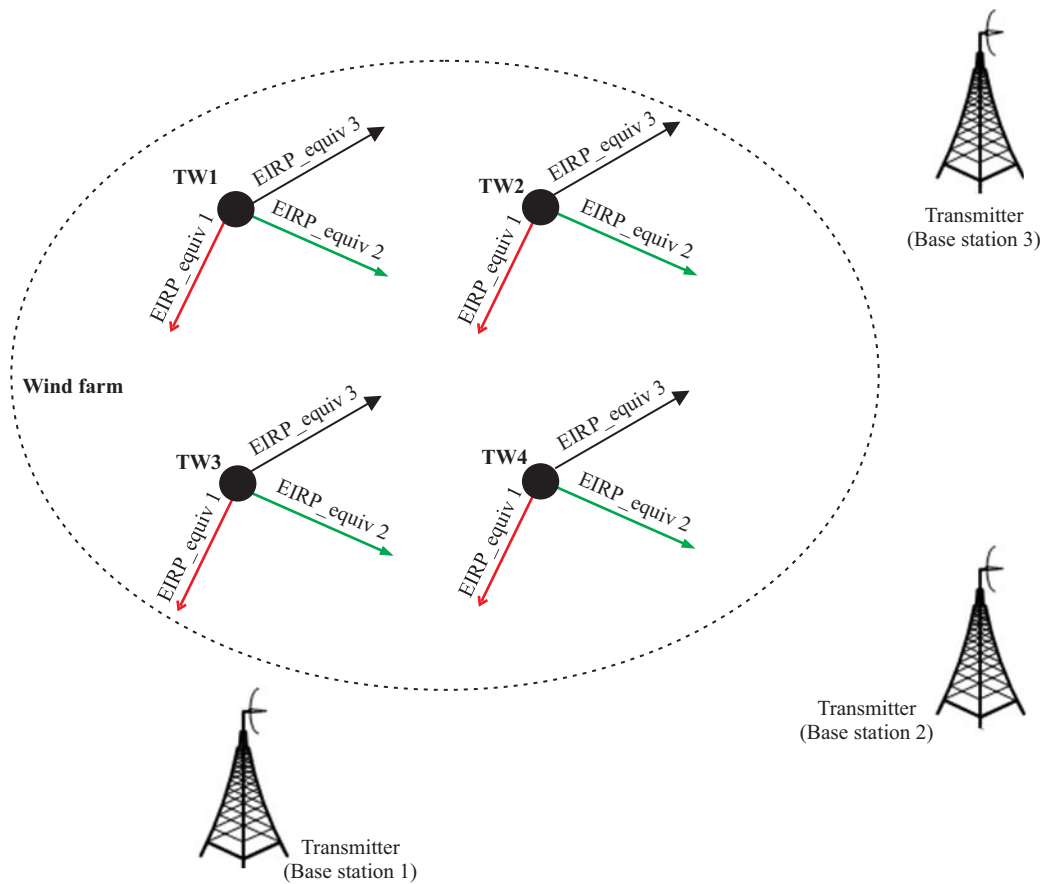 EIRP_equiv 3
TW1
EIRP_equiv 2
EIRP_equiv 1
EIRP_equiv 3
TW2
EIRP_equiv 2
EIRP_equiv 1
Transmitter
(Base station 3)
Wind farm
EIRP_equiv 3
TW3
EIRP_equiv 2
EIRP_equiv 1
EIRP_equiv 3
TW4
EIRP_equiv 2
EIRP_equiv 1
Transmitter
(Base station 2)
Transmitter
(Base station 1)